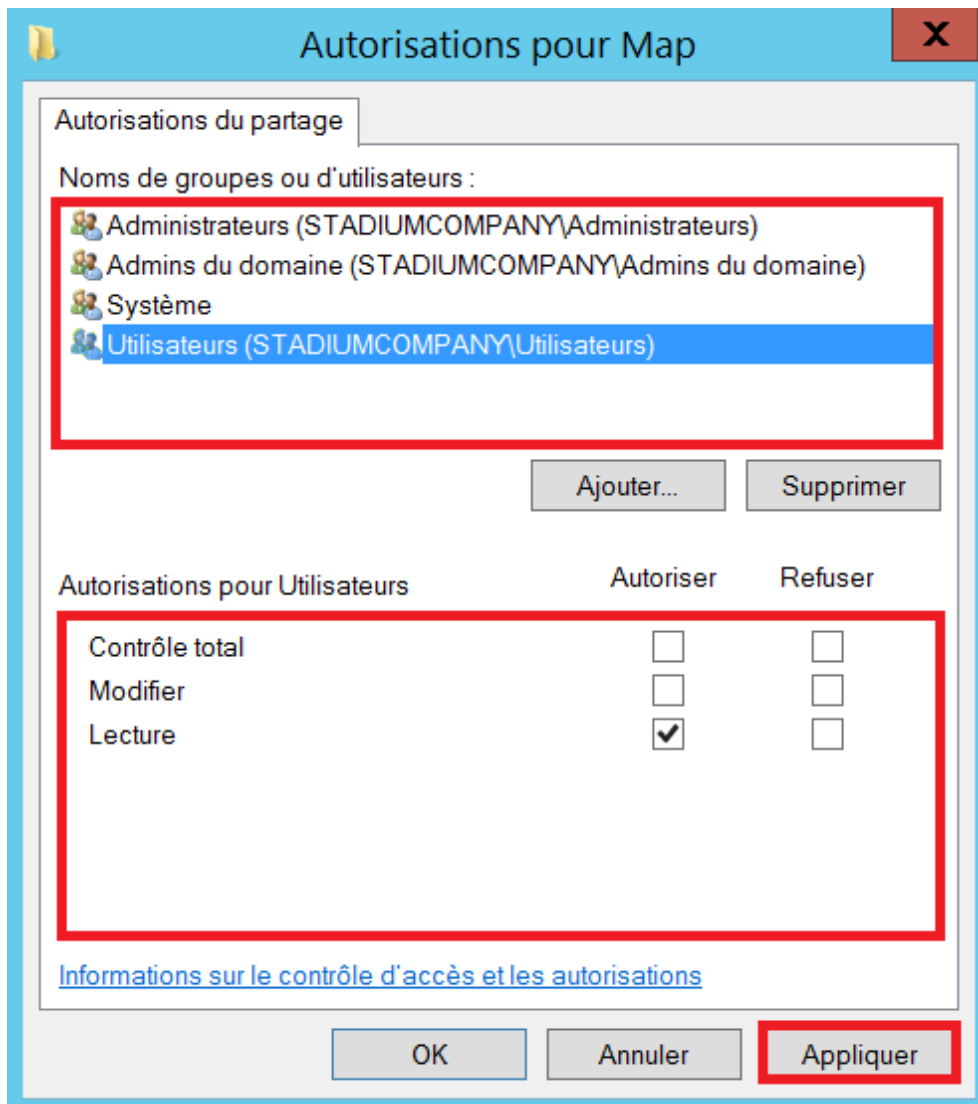 Autorisations pour Map
X
Autorisations du partage
Noms de groupes ou d'utilisateurs :
Administrateurs (STADIUMCOMPANY\Administrateurs)
Admins du domaine (STADIUMCOMPANY\Admins du domaine)
Système
Utilisateurs (STADIUMCOMPANY\Utilisateurs)
Ajouter... Supprimer
Autorisations pour Utilisateurs Autoriser Refuser
Contrôle total
Modifier
Lecture
Informations sur le contrôle d'accès et les autorisations
OK Annuler Appliquer